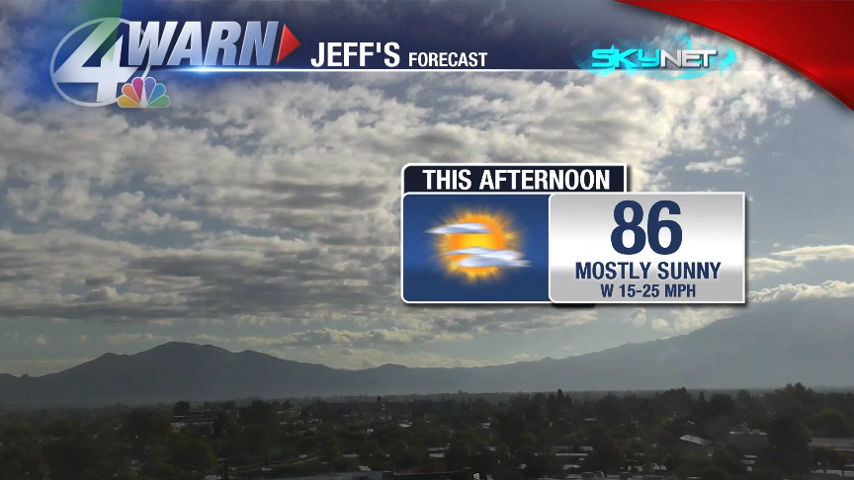 4WARN
JEFF'S FORECAST
SKYNET
THIS AFTERNOON
86
MOSTLY SUNNY
W 15-25 MPH